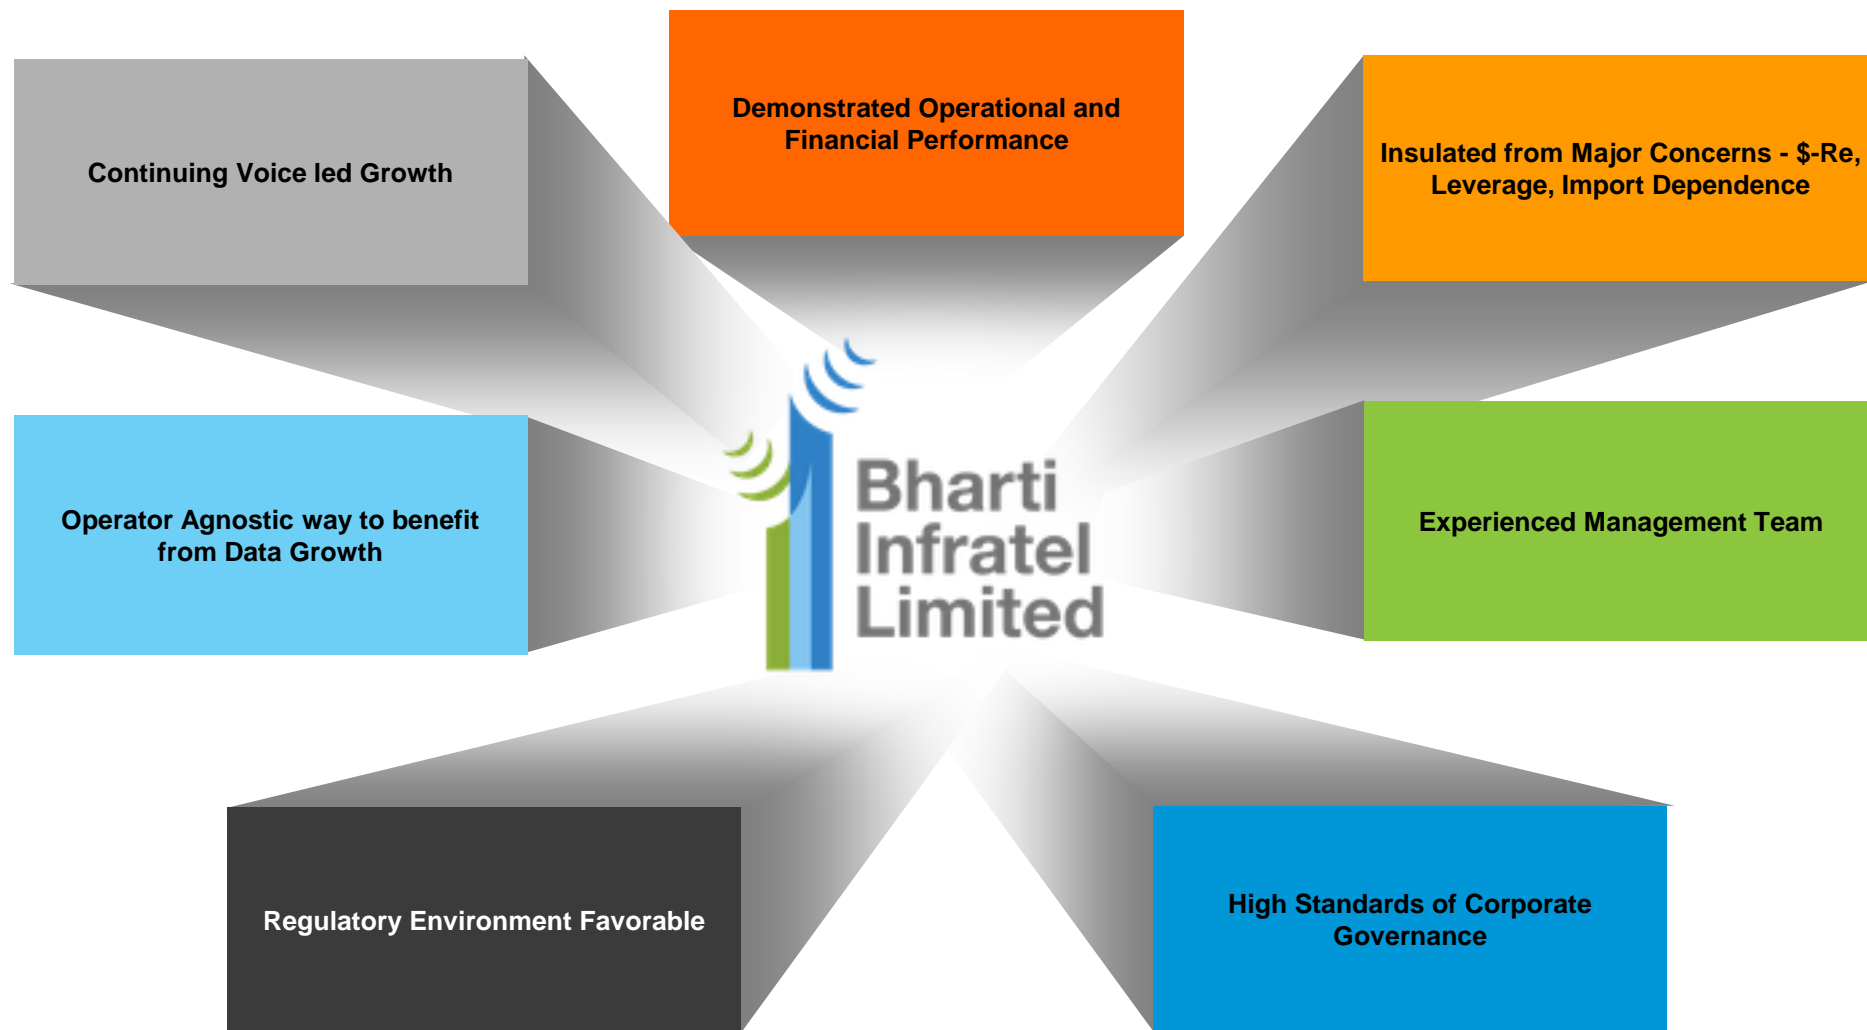 Demonstrated Operational and
Financial Performance
Continuing Voice led Growth
Insulated from Major Concerns - $-Re,
Leverage, Import Dependence
Bharti
Infratel
Limited
Operator Agnostic way to benefit
from Data Growth
Experienced Management Team
Regulatory Environment Favorable
High Standards of Corporate
Governance